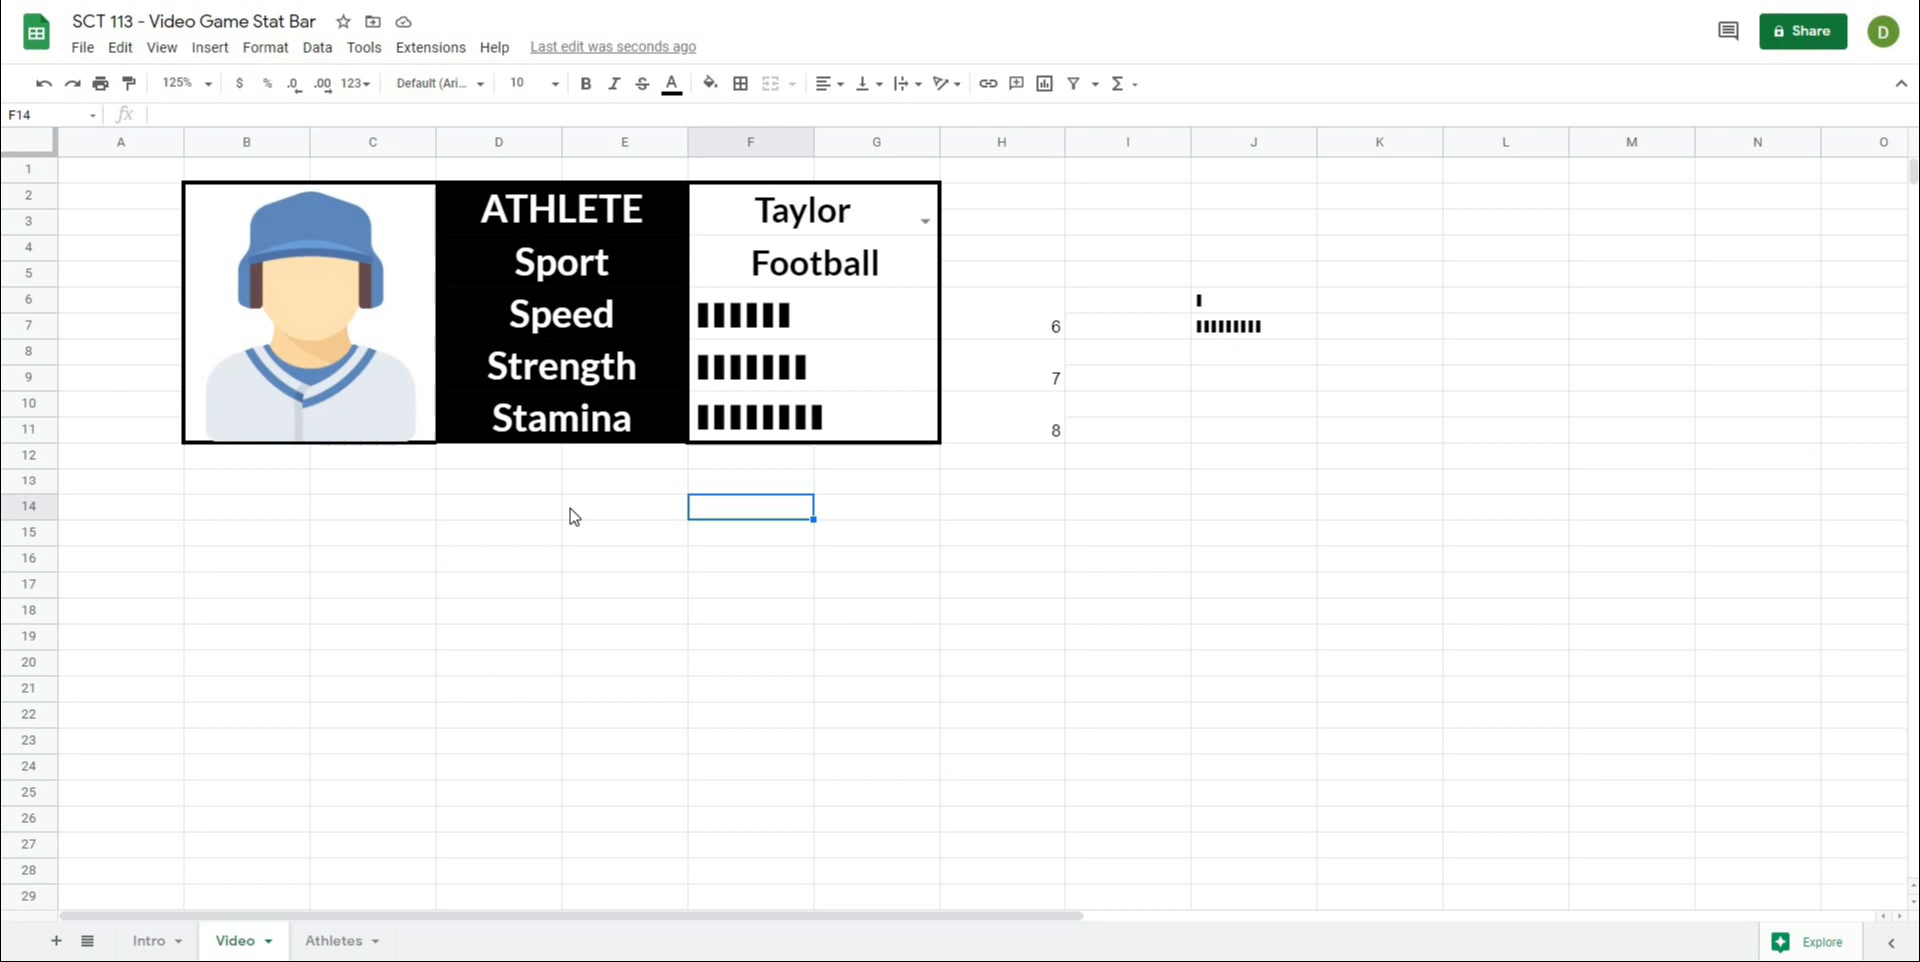 SCT 113 - Video Game Stat Bar
File Edit View Insert Format Data Tools Extensions Help Last edit was seconds ago
Share
D
125% $ % .0 .00 123 Default (Ari... 10 B I S A Σ
F14 fx
A B C D E F G H I J K L M N O
1
2 ATHLETE Taylor
3
4 Sport Football
5
6 Speed
7 6
8 Strength
9 7
10 Stamina
11 8
12
13
14
15
16
17
18
19
20
21
22
23
24
25
26
27
28
29
+ Intro Video Athletes Explore